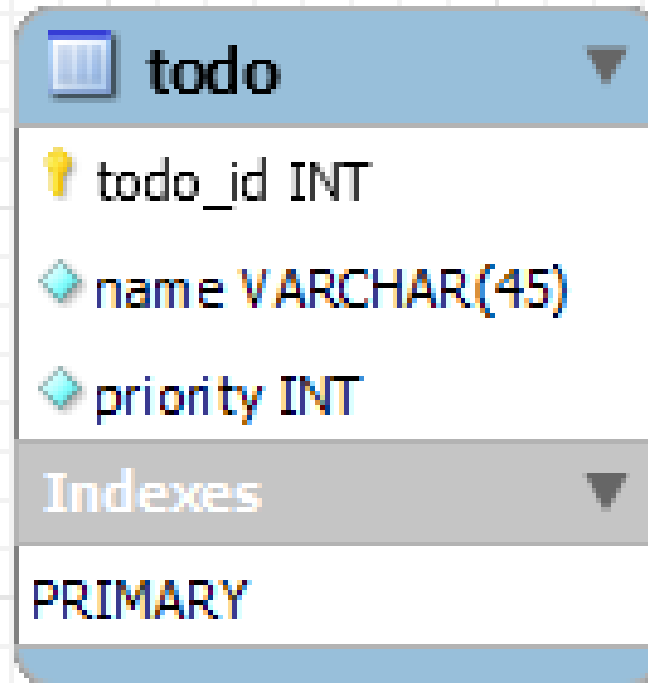 todo
todo_id INT
name VARCHAR(45)
priority INT
Indexes
PRIMARY